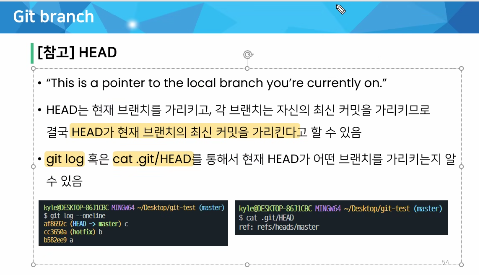 Git branch
[참고] HEAD
• “This is a pointer to the local branch you’re currently on.”
• HEAD는 현재 브랜치를 가리키고, 각 브랜치는 자신의 최신 커밋을 가리키므로
결국 HEAD가 현재 브랜치의 최신 커밋을 가리킨다고 할 수 있음
• git log 혹은 cat .git/HEAD를 통해서 현재 HEAD가 어떤 브랜치를 가리키는지 알
수 있음
kyle@DESKTOP-86J1CBC MINGW64 ~/Desktop/git-test (master)
$ git log --oneline
af86f2c (HEAD -> master) c
cc3650a (hotfix) b
b582ee9 a
kyle@DESKTOP-86J1CBC MINGW64 ~/Desktop/git-test (master)
$ cat .git/HEAD
ref: refs/heads/master